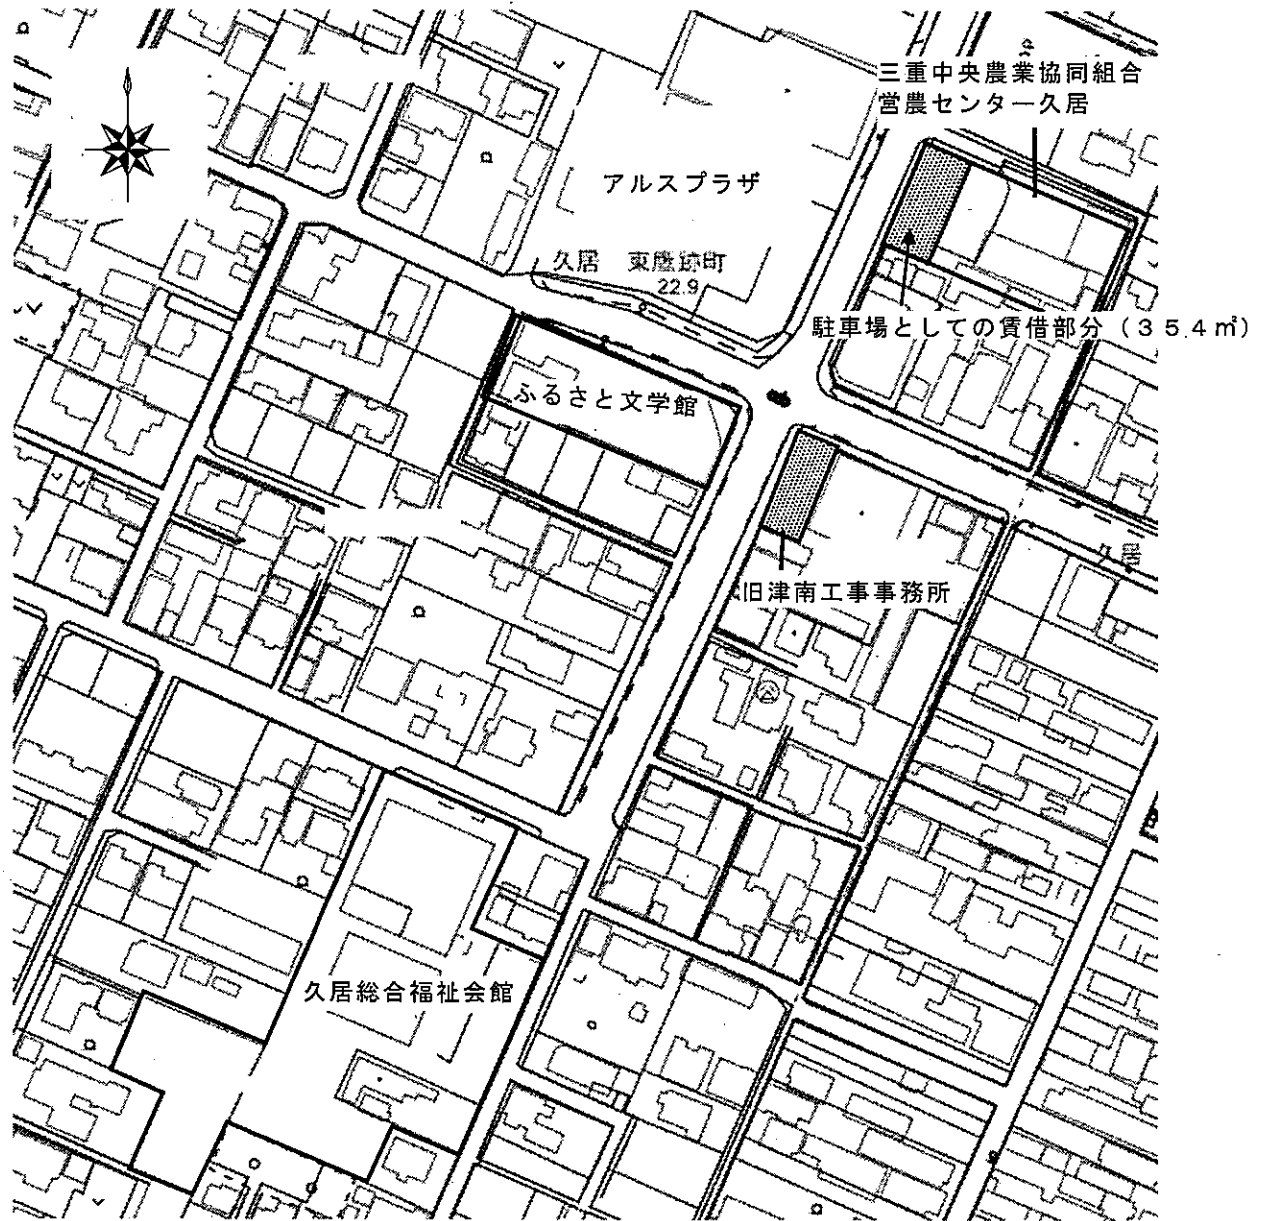 三重中央農業協同組合
営農センター久居
アルスプラザ
久居 東鷹跡町
22.9
駐車場としての賃借部分(35.4㎡)
ふるさと文学館
久居
旧津南工事事務所
久居総合福祉会館